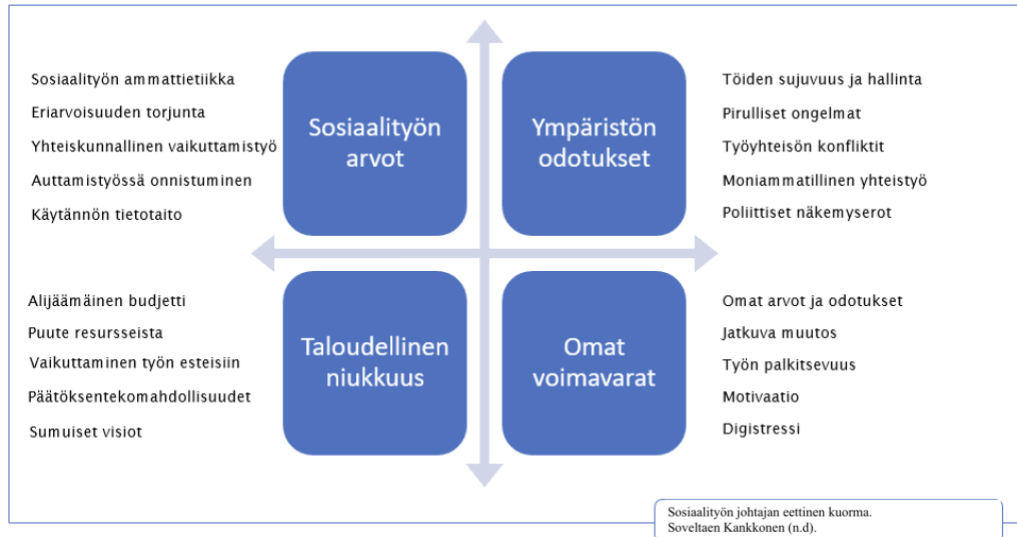 Sosiaalityön ammattietiikka
Eriarvoisuuden torjunta
Yhteiskunnallinen vaikuttamistyö
Auttamistyössä onnistuminen
Käytännön tietotaito
Sosiaalityön
arvot
Ympäristön
odotukset
Töiden sujuvuus ja hallinta
Pirulliset ongelmat
Työyhteisön konfliktit
Moniammatillinen yhteistyö
Poliittiset näkemyserot
Alijäämäinen budjetti
Puute resursseista
Vaikuttaminen työn esteisiin
Päätöksentekomahdollisuudet
Sumuiset visiot
Taloudellinen
niukkuus
Omat
voimavarat
Omat arvot ja odotukset
Jatkuva muutos
Työn palkitsevuus
Motivaatio
Digistressi
Sosiaalityön johtajan eettinen kuorma.
Soveltaen Kankkonen (n.d).